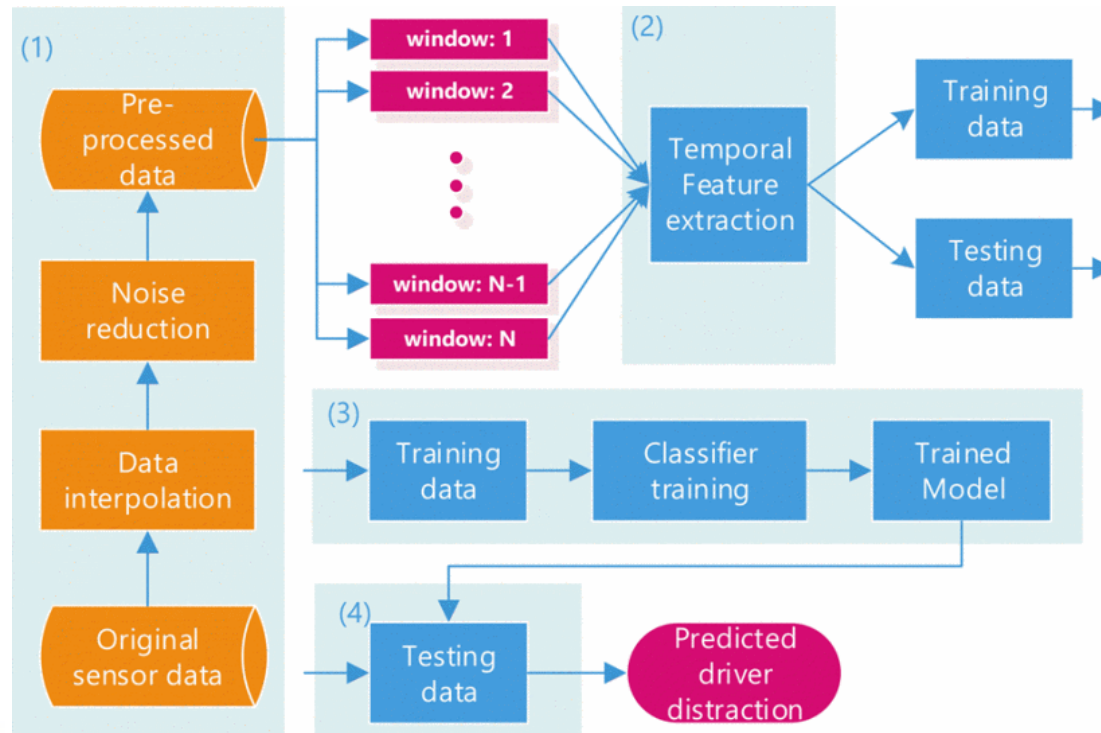 (1)
Pre-
processed
data
Noise
reduction
Data
interpolation
Original
sensor data
window: 1
window: 2
window: N-1
window: N
(2)
Temporal
Feature
extraction
Training
data
Testing
data
(3)
Training
data
Classifier
training
Trained
Model
(4)
Testing
data
Predicted
driver
distraction